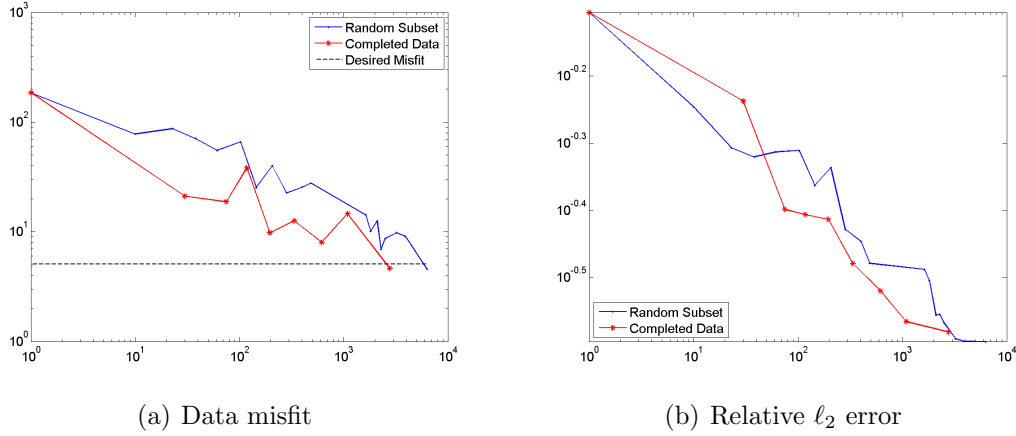 10^3
10^2
10^1
10^0
10^0 10^1 10^2 10^3 10^4
Random Subset
Completed Data
Desired Misfit
(a) Data misfit
10^-0.2
10^-0.3
10^-0.4
10^-0.5
10^0 10^1 10^2 10^3 10^4
Random Subset
Completed Data
(b) Relative ℓ₂ error